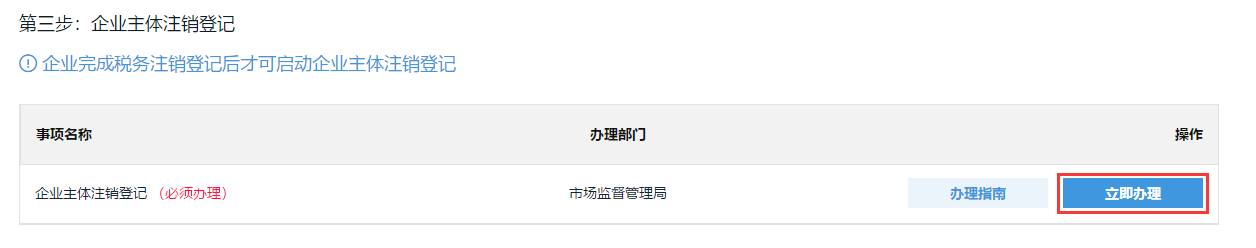 第三步：企业主体注销登记
企业完成税务注销登记后才可启动企业主体注销登记
事项名称 办理部门 操作
企业主体注销登记（必须办理） 市场监督管理局 办理指南 立即办理